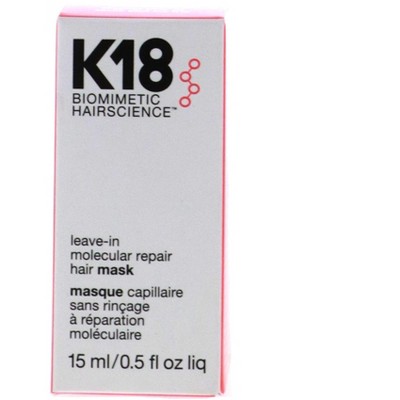 K18
BIOMIMETIC
HAIRSCIENCE™
leave-in
molecular repair
hair mask
masque capillaire
sans rinçage
à réparation
moléculaire
15 ml/0.5 fl oz liq